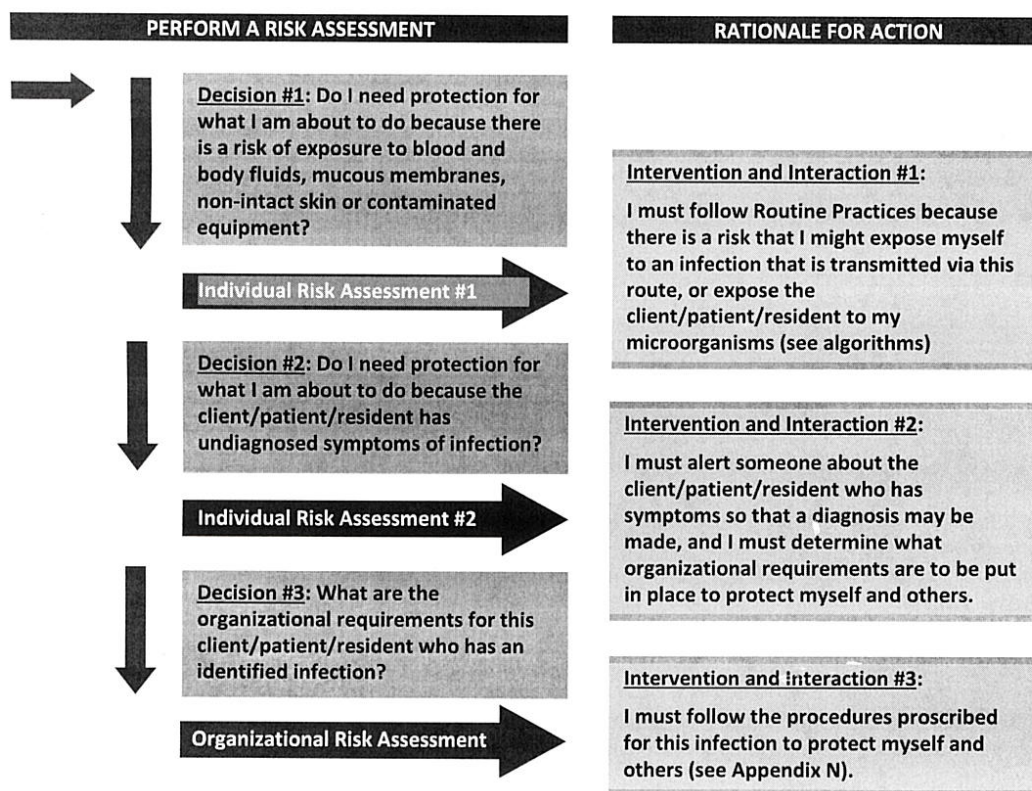 PERFORM A RISK ASSESSMENT
Decision #1: Do I need protection for
what I am about to do because there
is a risk of exposure to blood and
body fluids, mucous membranes,
non-intact skin or contaminated
equipment?
Individual Risk Assessment #1
Decision #2: Do I need protection for
what I am about to do because the
client/patient/resident has
undiagnosed symptoms of infection?
Individual Risk Assessment #2
Decision #3: What are the
organizational requirements for this
client/patient/resident who has an
identified infection?
Organizational Risk Assessment
RATIONALE FOR ACTION
Intervention and Interaction #1:
I must follow Routine Practices because
there is a risk that I might expose myself
to an infection that is transmitted via this
route, or expose the
client/patient/resident to my
microorganisms (see algorithms)
Intervention and Interaction #2:
I must alert someone about the
client/patient/resident who has
symptoms so that a diagnosis may be
made, and I must determine what
organizational requirements are to be put
in place to protect myself and others.
Intervention and Interaction #3:
I must follow the procedures proscribed
for this infection to protect myself and
others (see Appendix N).